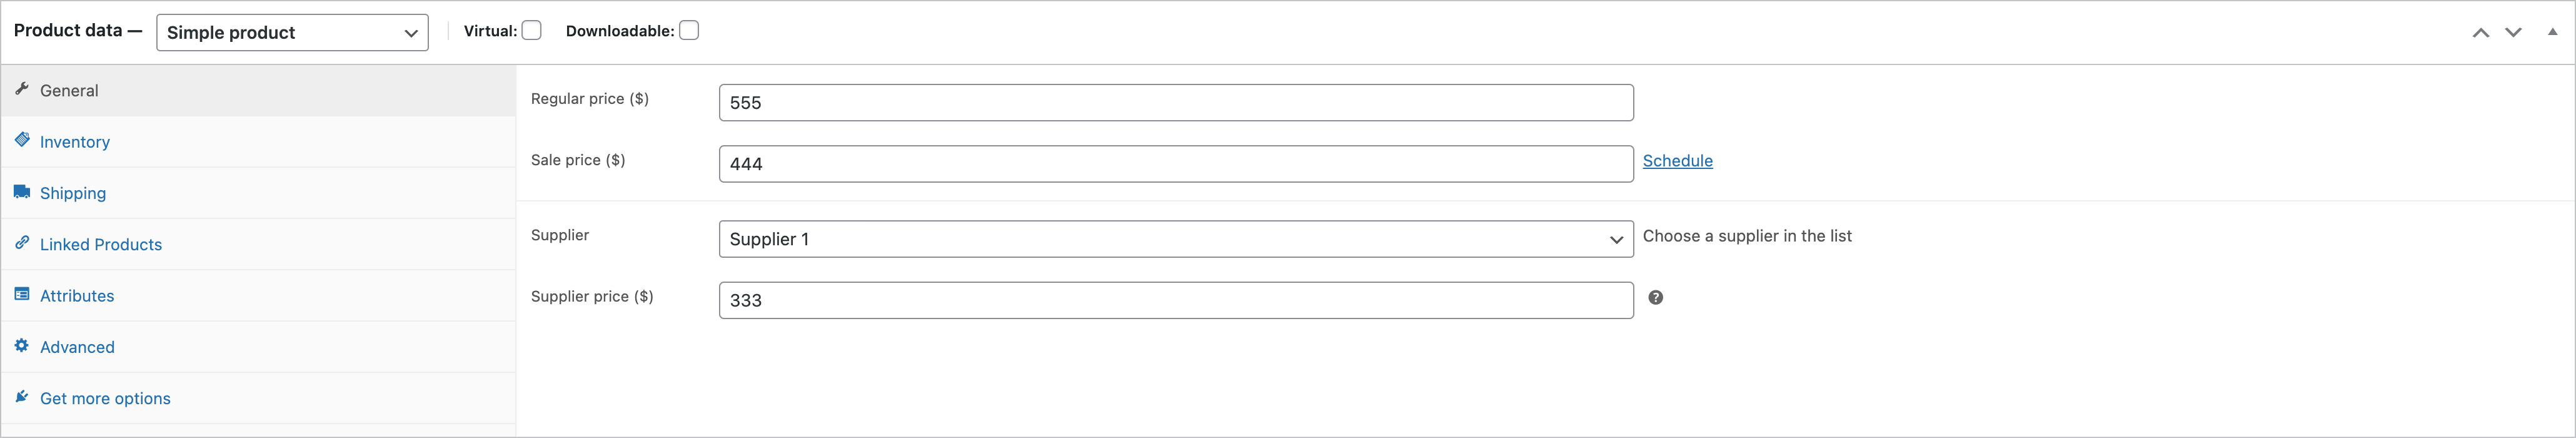 Product data — Simple product Virtual: Downloadable:
General
Inventory
Shipping
Linked Products
Attributes
Advanced
Get more options
Regular price ($) 555
Sale price ($) 444 Schedule
Supplier Supplier 1 Choose a supplier in the list
Supplier price ($) 333 ?